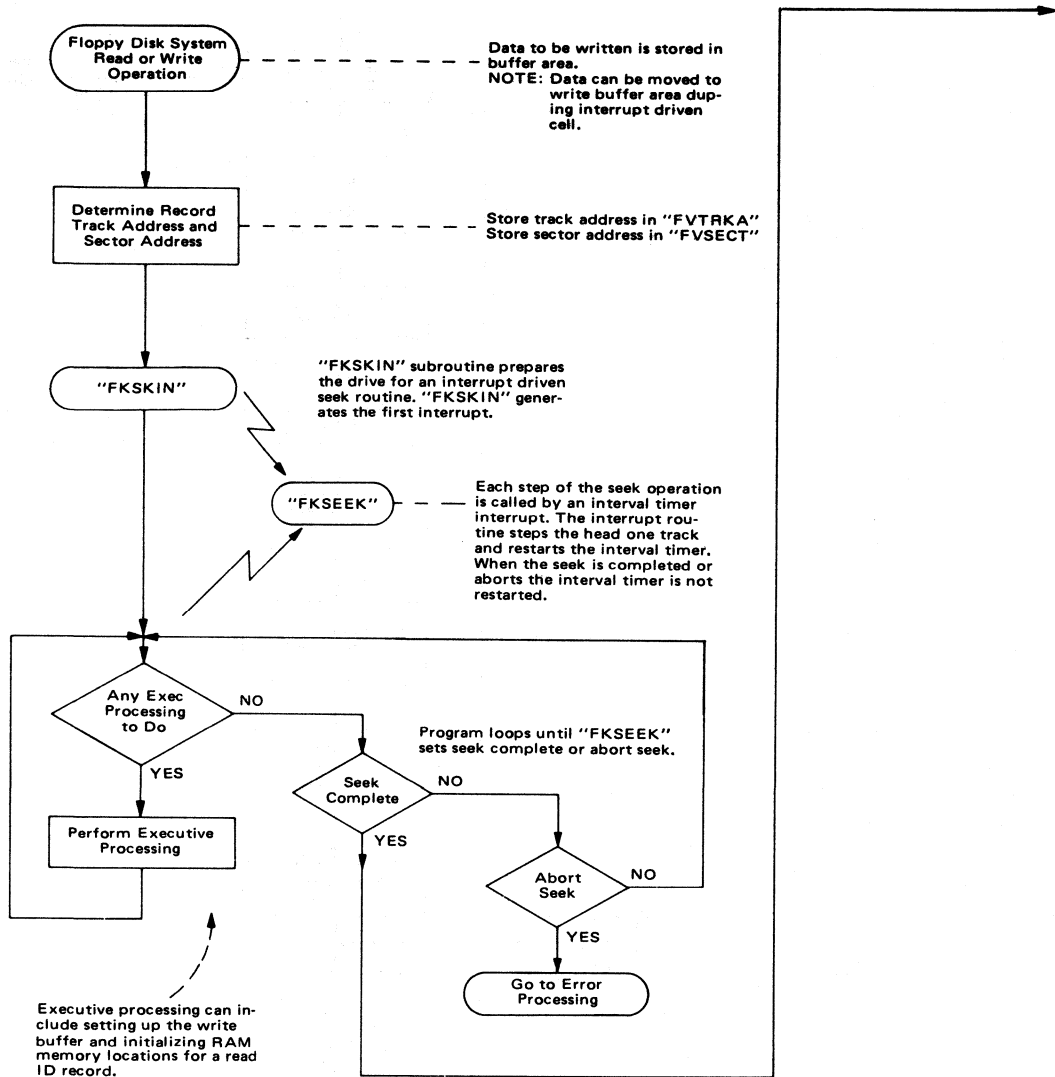 Floppy Disk System
Read or Write
Operation
Data to be written is stored in
buffer area.
NOTE: Data can be moved to
write buffer area dup-
ing interrupt driven
cell.
Determine Record
Track Address and
Sector Address
Store track address in "FVTRKA"
Store sector address in "FVSECT"
"FKSKIN"
"FKSKIN" subroutine prepares
the drive for an interrupt driven
seek routine. "FKSKIN" gener-
ates the first interrupt.
"FKSEEK"
Each step of the seek operation
is called by an interval timer
interrupt. The interrupt rou-
tine steps the head one track
and restarts the interval timer.
When the seek is completed or
aborts the interval timer is not
restarted.
Any Exec
Processing
to Do
NO
YES
Program loops until "FKSEEK"
sets seek complete or abort seek.
Seek
Complete
NO
YES
Perform Executive
Processing
Abort
Seek
NO
YES
Go to Error
Processing
Executive processing can in-
clude setting up the write
buffer and initializing RAM
memory locations for a read
ID record.